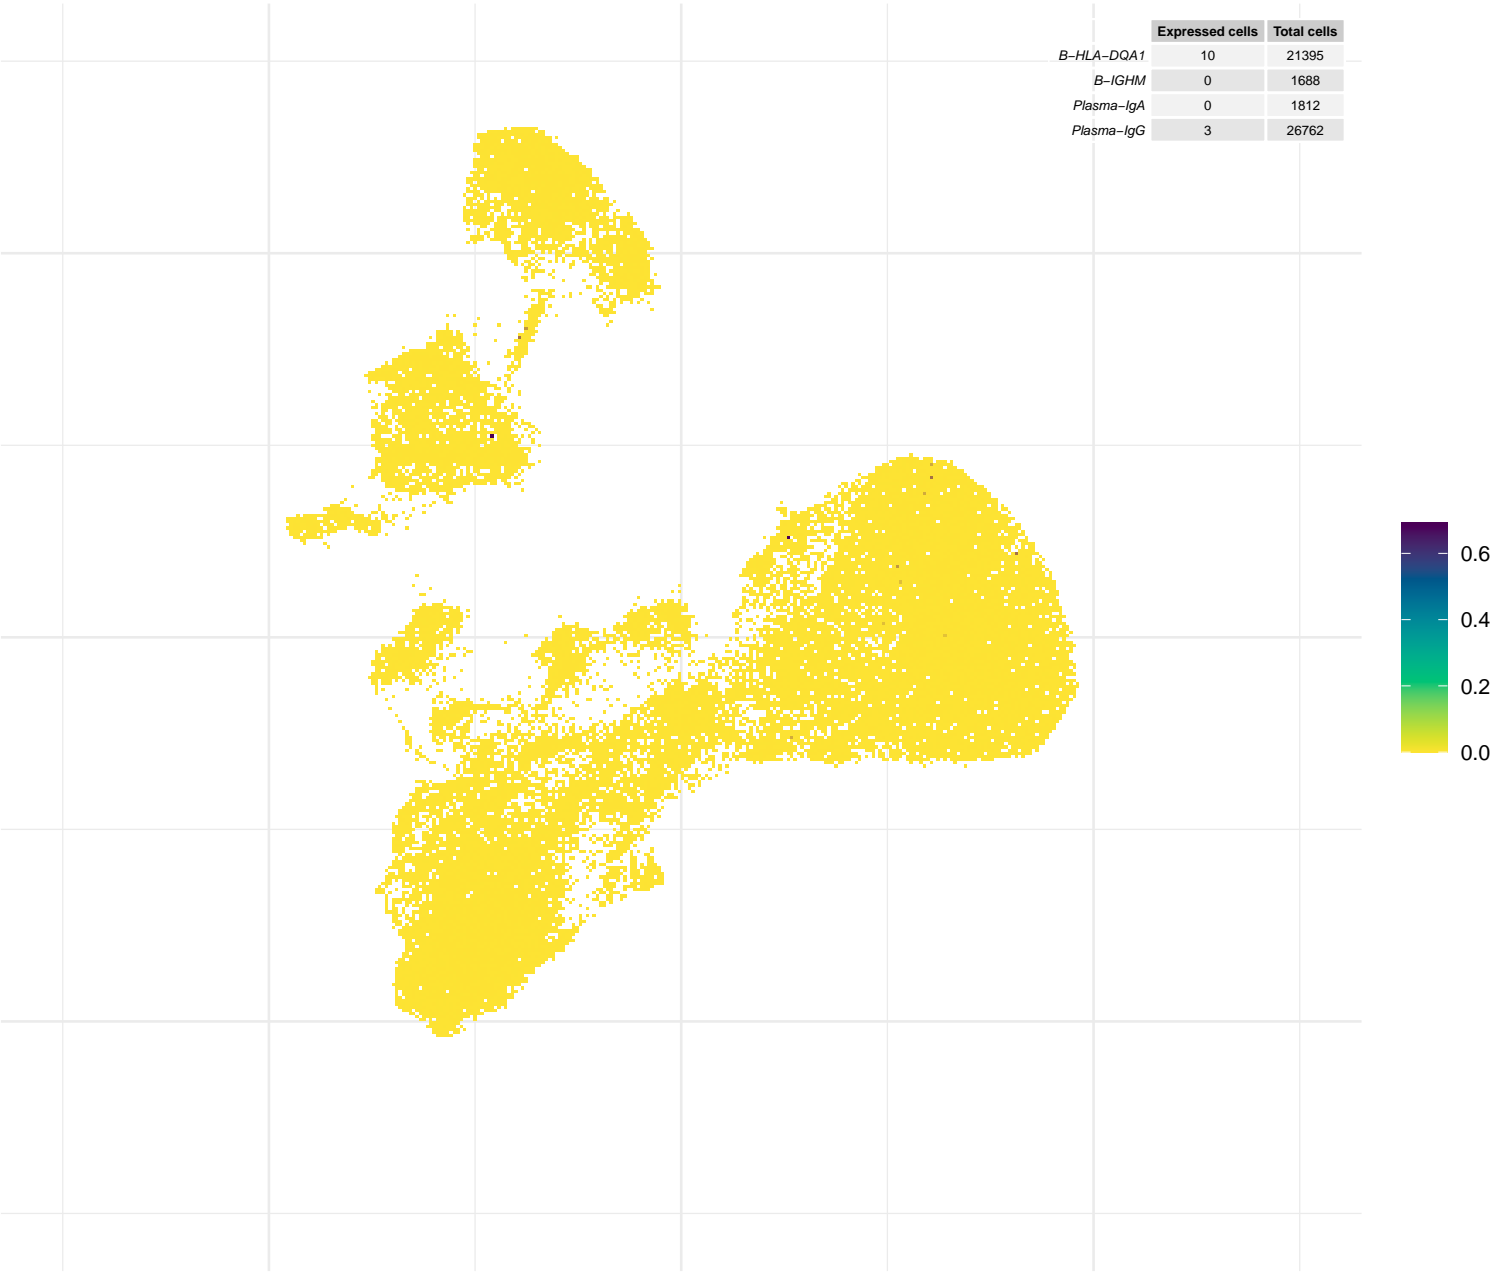 Expressed cells Total cells
B−HLA−DQA1 10 21395
B−IGHM 0 1688
Plasma−IgA 0 1812
Plasma−IgG 3 26762
0.6
0.4
0.2
0.0